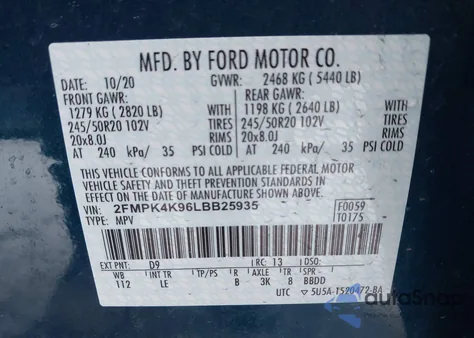 MFD. BY FORD MOTOR CO.
10/20 GVWR: 2468 KG (5440 LB)
FRONT GAWR: REAR GAWR:
1279 KG (2820 LB) 1198 KG (2640 LB)
245/50R20 102V TIRES 245/50R20 102V TIRES
20x8.0J RIMS 20x8.0J RIMS
AT 240 kPa/ 35 PSI COLD AT 240 kPa/ 35 PSI COLD
THIS VEHICLE CONFORMS TO ALL APPLICABLE FEDERAL MOTOR
VEHICLE SAFETY AND THEFT PREVENTION STANDARDS IN
EFFECT ON THE DATE OF MANUFACTURE SHOWN ABOVE.
VIN: 2FMPK4K96LBB25935 F0059
TYPE: MPV T0175
EXT PNT: D9 RC: 13 DSO:
WB INT TR TP/PS R AXLE TR SPR
112 LE B 3K 8 BBDD
UTC 5U5A-1520472-BA
autoSnap